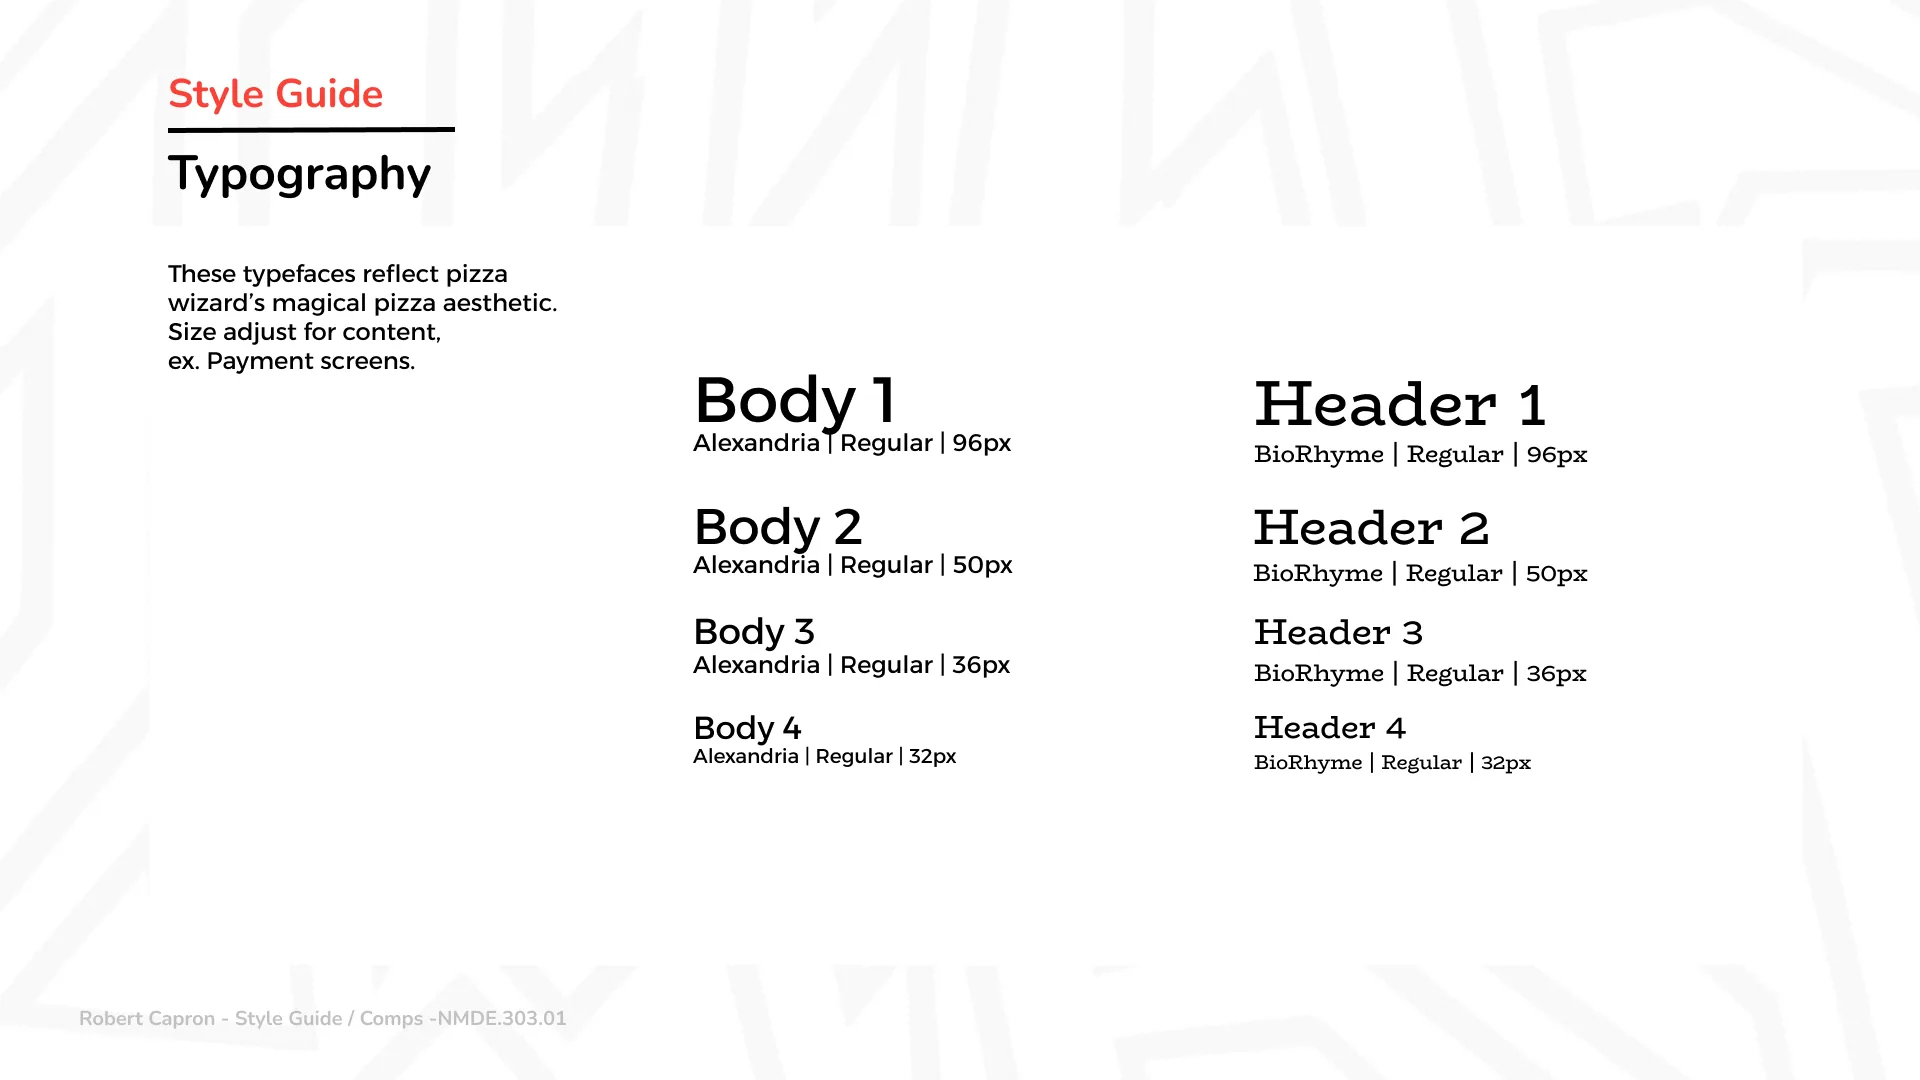 Style Guide
Typography
These typefaces reflect pizza
wizard’s magical pizza aesthetic.
Size adjust for content,
ex. Payment screens.
Body 1
Alexandria | Regular | 96px
Body 2
Alexandria | Regular | 50px
Body 3
Alexandria | Regular | 36px
Body 4
Alexandria | Regular | 32px
Header 1
BioRhyme | Regular | 96px
Header 2
BioRhyme | Regular | 50px
Header 3
BioRhyme | Regular | 36px
Header 4
BioRhyme | Regular | 32px
Robert Capron - Style Guide / Comps -NMDE.303.01